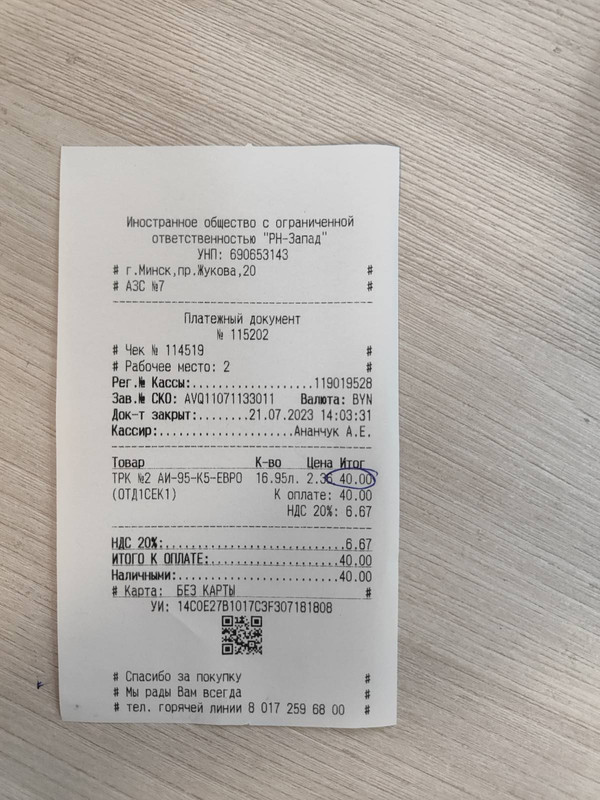 Иностранное общество с ограниченной
ответственностью "РН-Запад"
УНП: 690653143
# г.Минск,пр.Жукова,20 #
# АЗС №7 #
Платежный документ
№ 115202
# Чек № 114519 #
# Рабочее место: 2 #
Рег.№ Кассы:...................119019528
Зав.№ СКО: AVQ11071133011 Валюта: BYN
Док-т закрыт:........21.07.2023 14:03:31
Кассир:.....................Ананчук А.Е.
Товар К-во Цена Итог
ТРК №2 АИ-95-К5-ЕВРО 16.95л. 2.36 40.00
(ОТД1СЕК1) К оплате: 40.00
НДС 20%: 6.67
НДС 20%:............................6.67
ИТОГО К ОПЛАТЕ:....................40.00
Наличными:.........................40.00
# Карта: БЕЗ КАРТЫ #
УИ: 14C0E27B1017C3F307181808
# Спасибо за покупку #
# Мы рады Вам всегда #
# тел. горячей линии 8 017 259 68 00 #